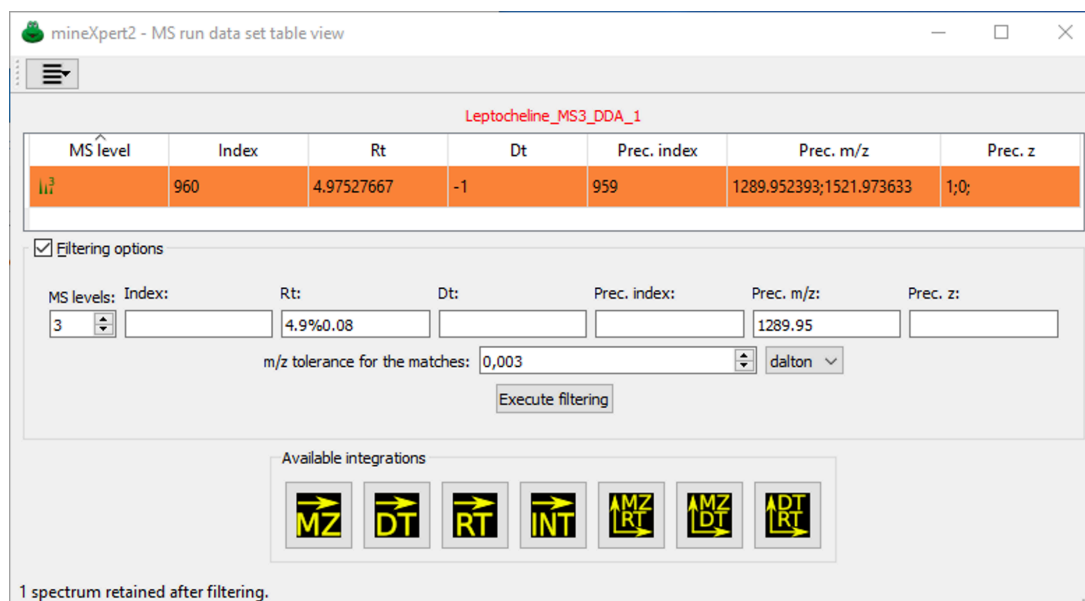 mineXpert2 - MS run data set table view
Leptocheline_MS3_DDA_1
MS level Index Rt Dt Prec. index Prec. m/z Prec. z
3 960 4.97527667 -1 959 1289.952393;1521.973633 1;0;
Filtering options
MS levels: Index: Rt: Dt: Prec. index: Prec. m/z: Prec. z:
3 4.9%0.08 1289.95
m/z tolerance for the matches: 0,003 dalton
Execute filtering
Available integrations
MZ DT RT INT MZ RT MZ DT DT RT
1 spectrum retained after filtering.